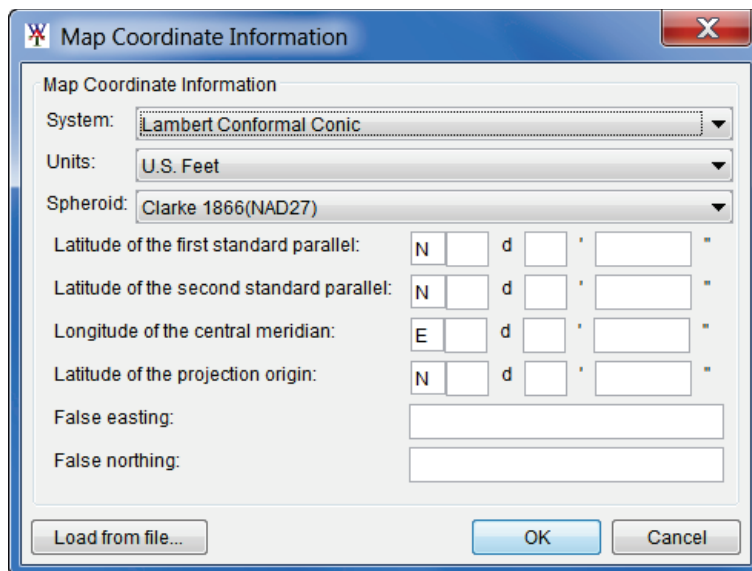 Map Coordinate Information
Map Coordinate Information
System: Lambert Conformal Conic
Units: U.S. Feet
Spheroid: Clarke 1866(NAD27)
Latitude of the first standard parallel: N d ' "
Latitude of the second standard parallel: N d ' "
Longitude of the central meridian: E d ' "
Latitude of the projection origin: N d ' "
False easting:
False northing:
Load from file... OK Cancel